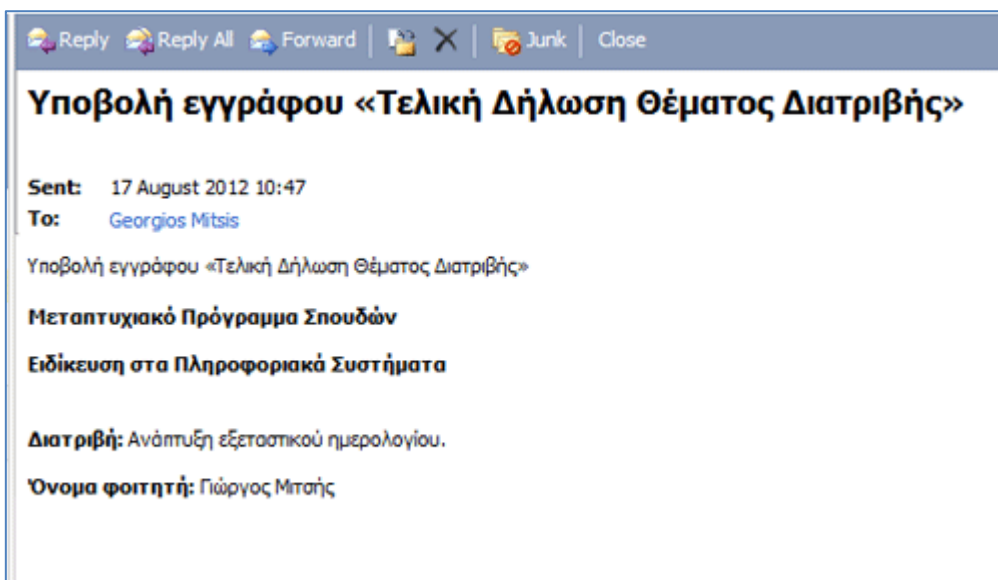 Reply Reply All Forward Junk Close
Υποβολή εγγράφου «Τελική Δήλωση Θέματος Διατριβής»
Sent: 17 August 2012 10:47
To: Georgios Mitsis
Υποβολή εγγράφου «Τελική Δήλωση Θέματος Διατριβής»
Μεταπτυχιακό Πρόγραμμα Σπουδών
Ειδίκευση στα Πληροφοριακά Συστήματα
Διατριβή: Ανάπτυξη εξεταστικού ημερολογίου.
Όνομα φοιτητή: Γιώργος Μιτσής